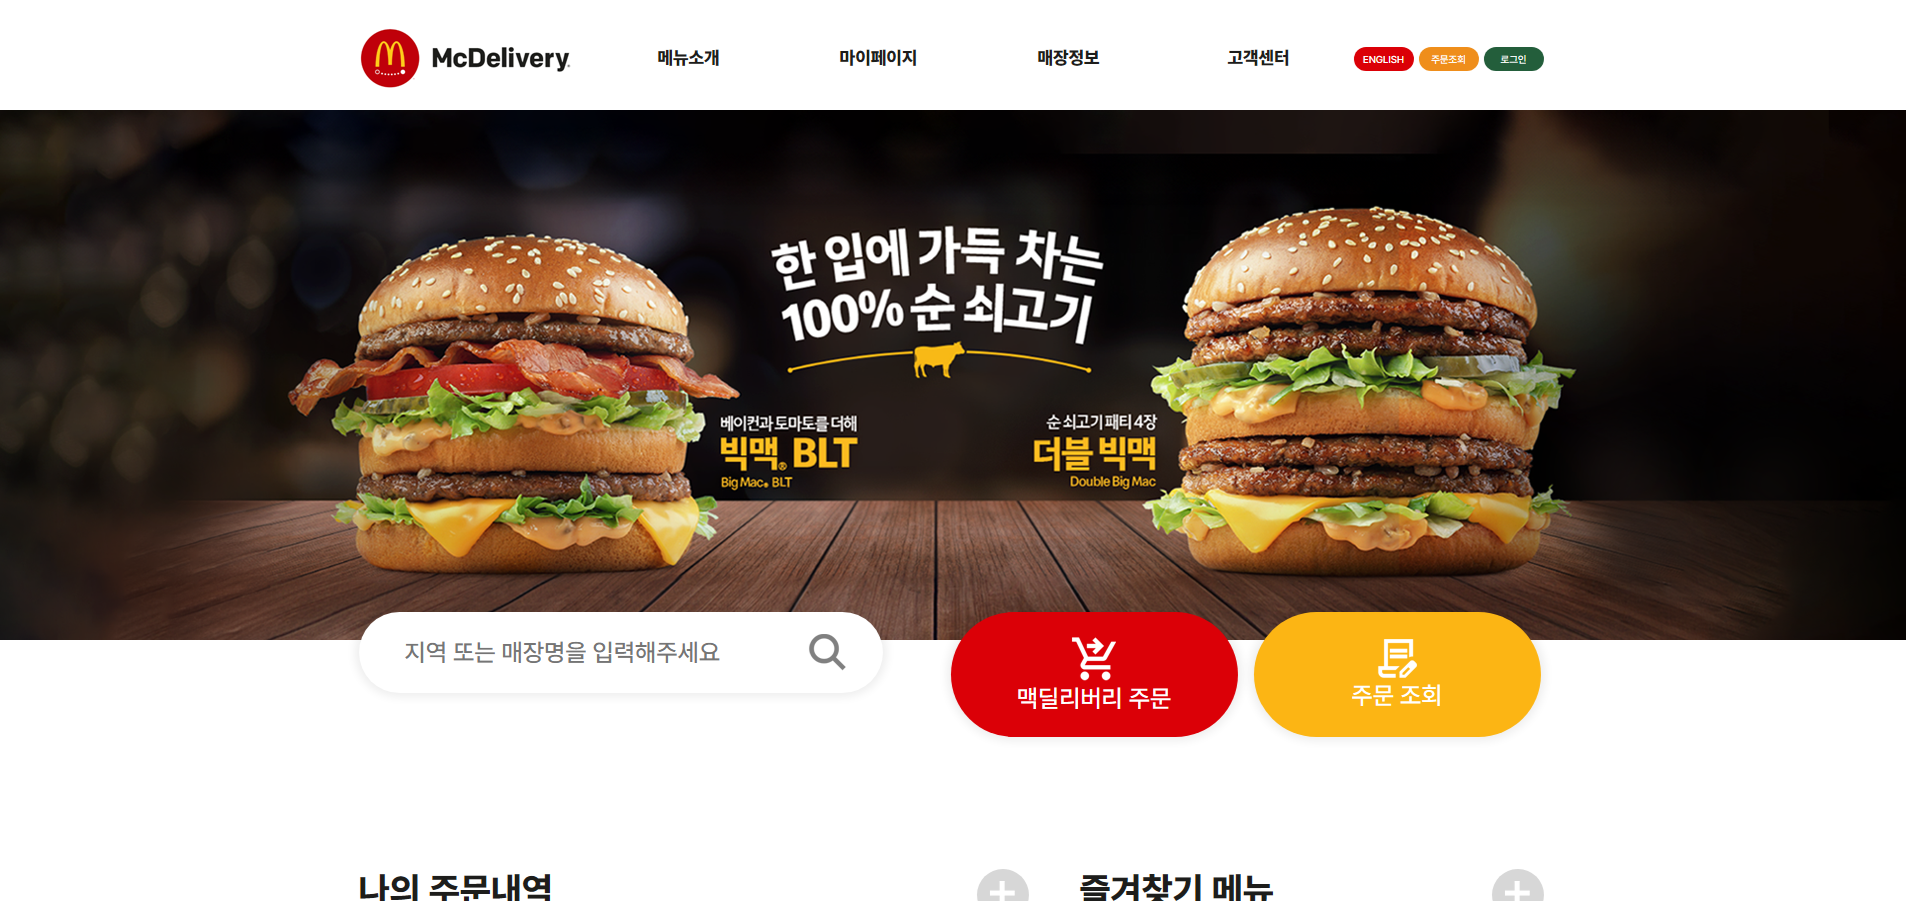 McDelivery
메뉴소개
마이페이지
매장정보
고객센터
ENGLISH
주문조회
로그인
한 입에 가득 차는
100% 순 쇠고기
베이컨과 토마토를 더해
빅맥® BLT
Big Mac® BLT
순 쇠고기 패티 4장
더블 빅맥
Double Big Mac
지역 또는 매장명을 입력해주세요
맥딜리버리 주문
주문 조회
나의 주문내역
즐겨찾기 메뉴